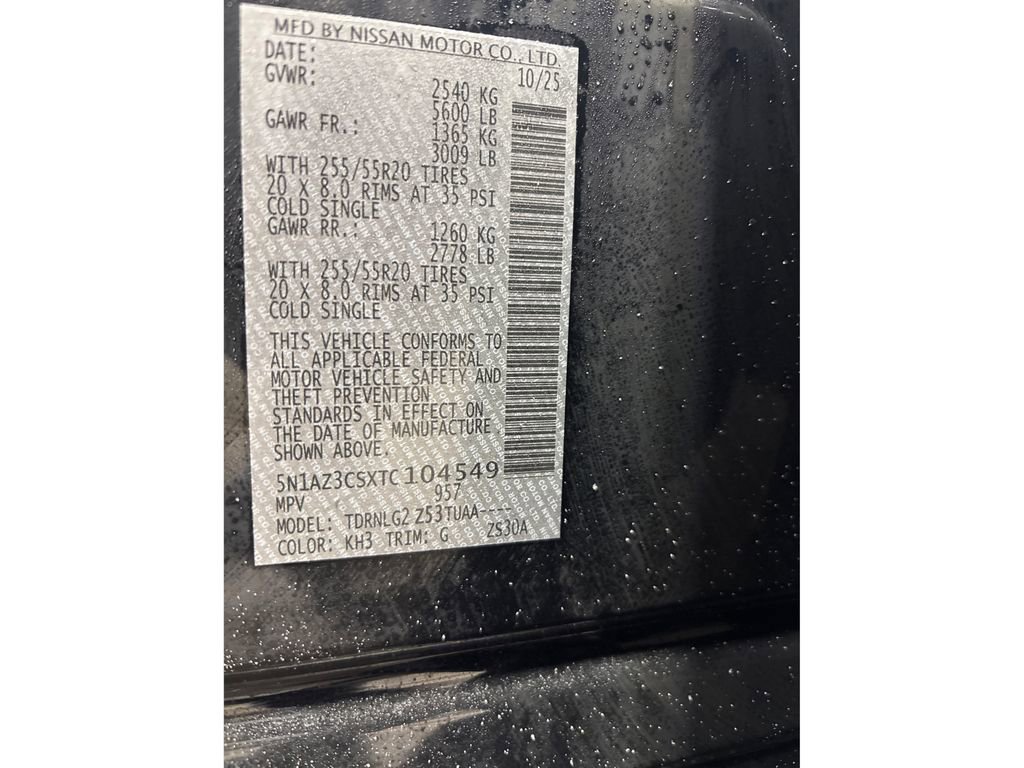 MFD BY NISSAN MOTOR CO., LTD.
DATE: 10/25
GVWR: 2540 KG
5600 LB
GAWR FR.: 1365 KG
3009 LB
WITH 255/55R20 TIRES
20 X 8.0 RIMS AT 35 PSI
COLD SINGLE
GAWR RR.: 1260 KG
2778 LB
WITH 255/55R20 TIRES
20 X 8.0 RIMS AT 35 PSI
COLD SINGLE
THIS VEHICLE CONFORMS TO
ALL APPLICABLE FEDERAL
MOTOR VEHICLE SAFETY AND
THEFT PREVENTION
STANDARDS IN EFFECT ON
THE DATE OF MANUFACTURE
SHOWN ABOVE.
5N1AZ3CSXTC104549
MPV 957
MODEL: TDRNLG2 Z53TUAA----
COLOR: KH3 TRIM: G ZS30A